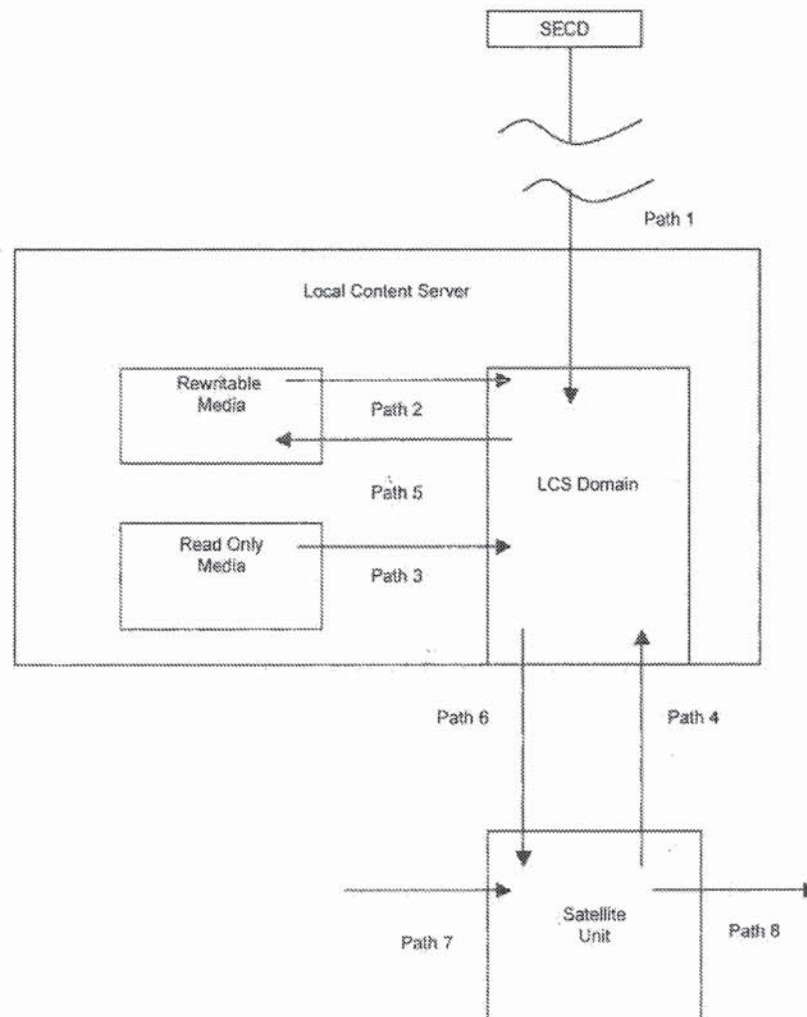 SECD
Path 1
Local Content Server
Rewritable
Media
Path 2
LCS Domain
Path 5
Read Only
Media
Path 3
Path 6
Path 4
Satellite
Unit
Path 7
Path 8